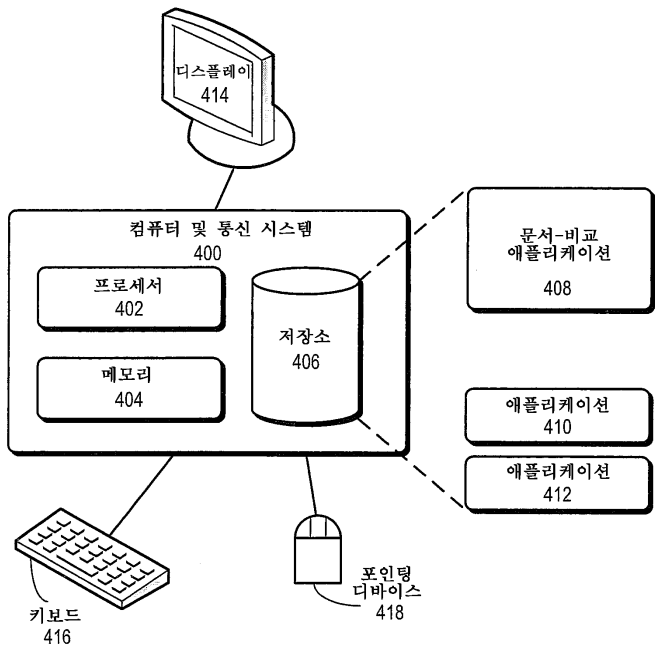 디스플레이
414
컴퓨터 및 통신 시스템
400
프로세서
402
메모리
404
저장소
406
문서-비교
애플리케이션
408
애플리케이션
410
애플리케이션
412
키보드
416
포인팅
디바이스
418